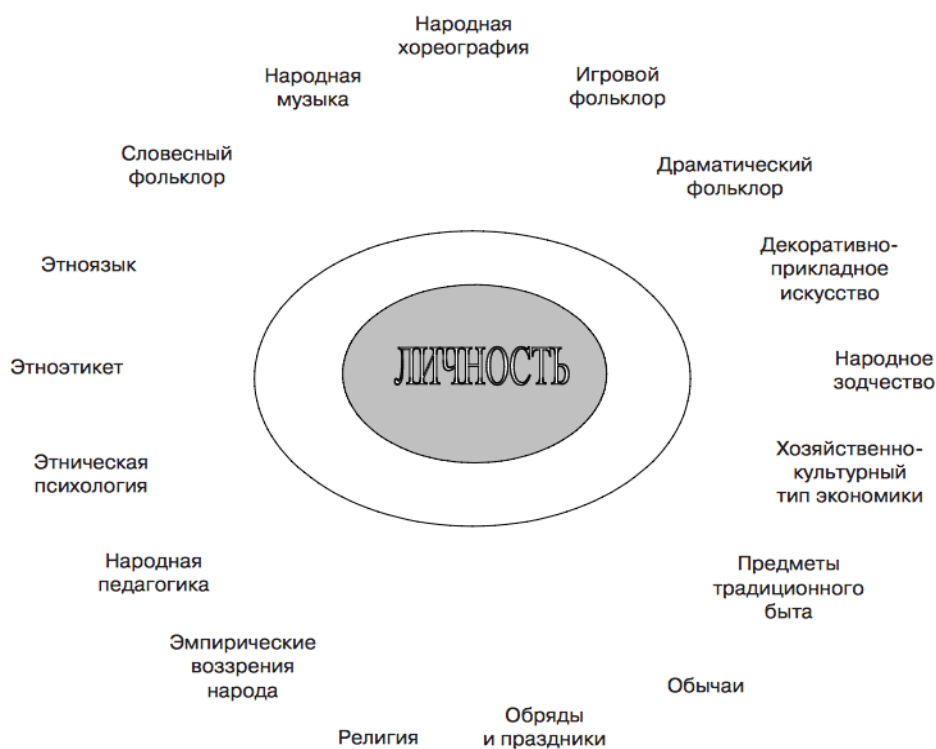 Народная
хореография
Народная
музыка
Игровой
фольклор
Словесный
фольклор
Драматический
фольклор
Этноязык
Декоративно-
прикладное
искусство
ЛИЧНОСТЬ
Этноэтикет
Народное
зодчество
Этническая
психология
Хозяйственно-
культурный
тип экономики
Народная
педагогика
Предметы
традиционного
быта
Эмпирические
воззрения
народа
Обычаи
Религия
Обряды
и праздники